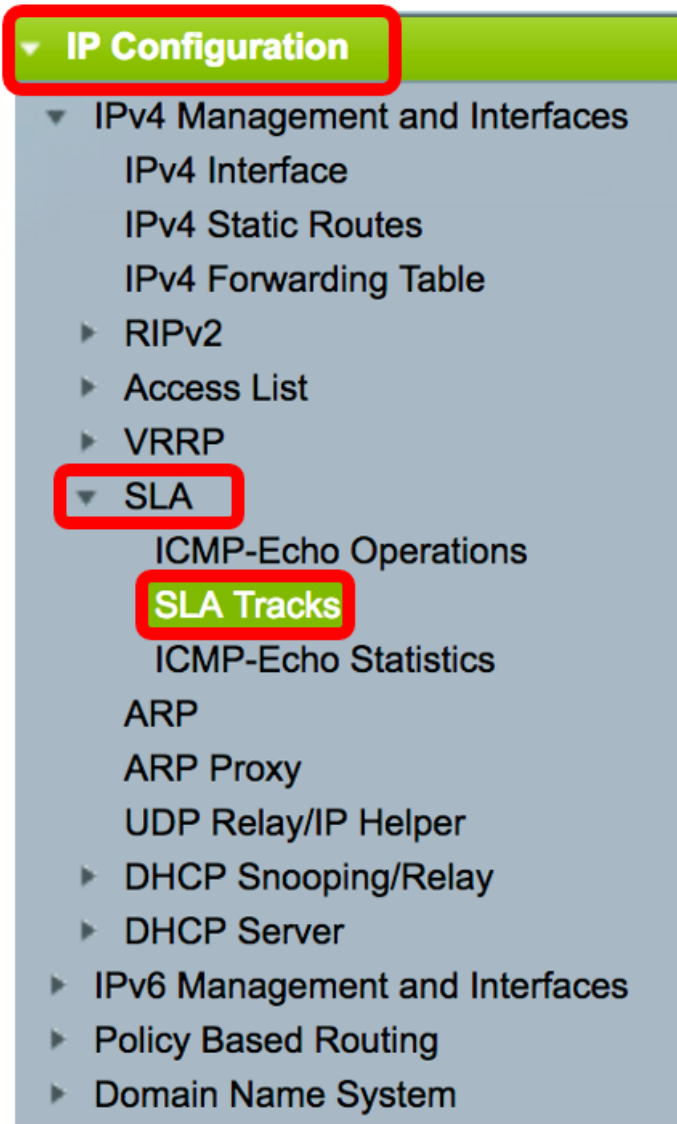 IP Configuration
IPv4 Management and Interfaces
IPv4 Interface
IPv4 Static Routes
IPv4 Forwarding Table
RIPv2
Access List
VRRP
SLA
ICMP-Echo Operations
SLA Tracks
ICMP-Echo Statistics
ARP
ARP Proxy
UDP Relay/IP Helper
DHCP Snooping/Relay
DHCP Server
IPv6 Management and Interfaces
Policy Based Routing
Domain Name System